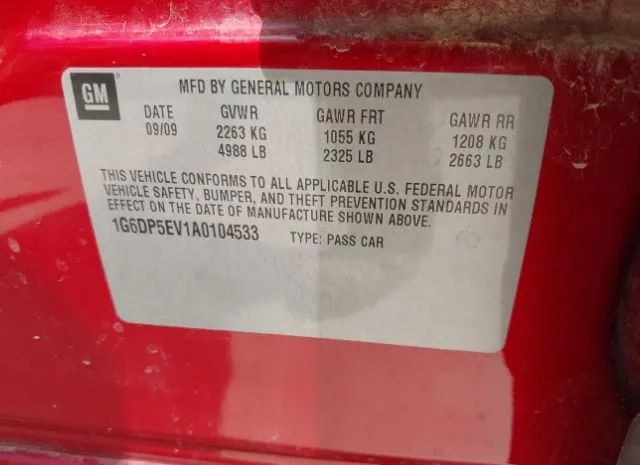 GM
MFD BY GENERAL MOTORS COMPANY
DATE GVWR GAWR FRT GAWR RR
09/09 2263 KG 1055 KG 1208 KG
4988 LB 2325 LB 2663 LB
THIS VEHICLE CONFORMS TO ALL APPLICABLE U.S. FEDERAL MOTOR
VEHICLE SAFETY, BUMPER, AND THEFT PREVENTION STANDARDS IN
EFFECT ON THE DATE OF MANUFACTURE SHOWN ABOVE.
1G6DP5EV1A0104533 TYPE: PASS CAR